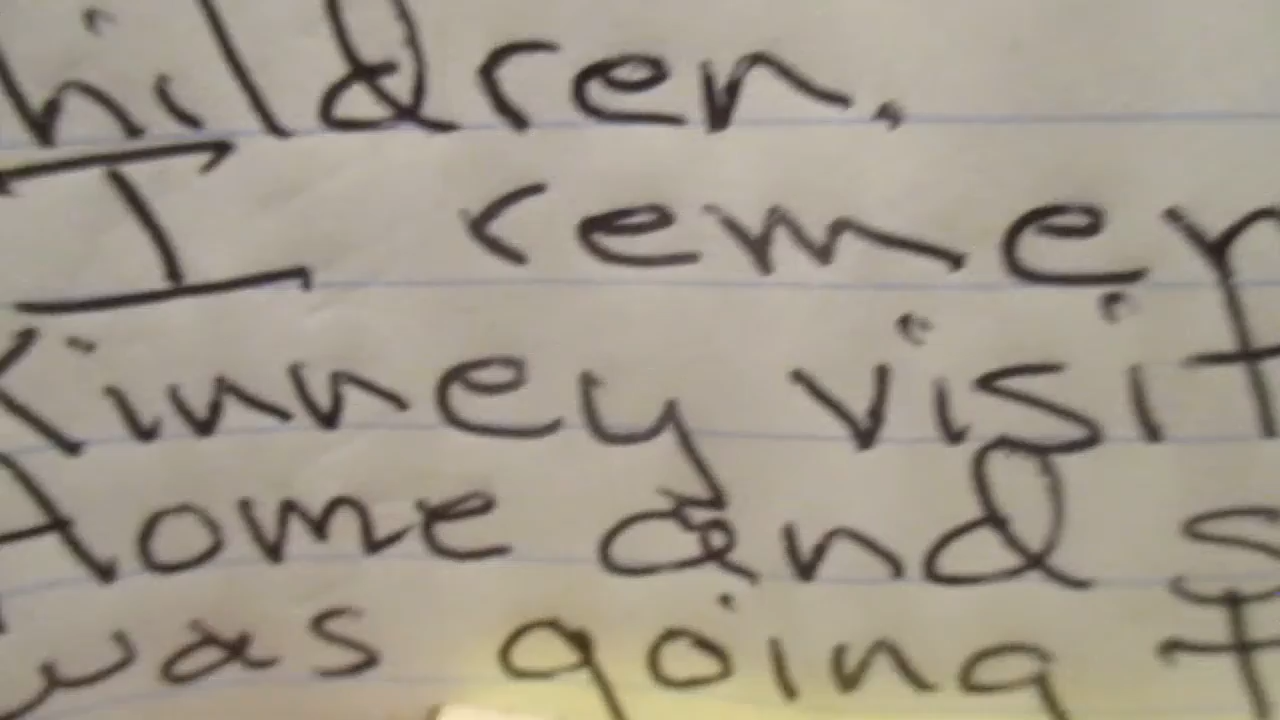 hildren.
I remem
Kinney visit
Home and s
was going t